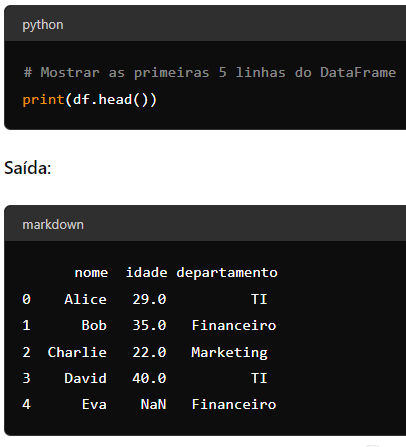 python
# Mostrar as primeiras 5 linhas do DataFrame
print(df.head())
Saída:
markdown
nome idade departamento
0 Alice 29.0 TI
1 Bob 35.0 Financeiro
2 Charlie 22.0 Marketing
3 David 40.0 TI
4 Eva NaN Financeiro